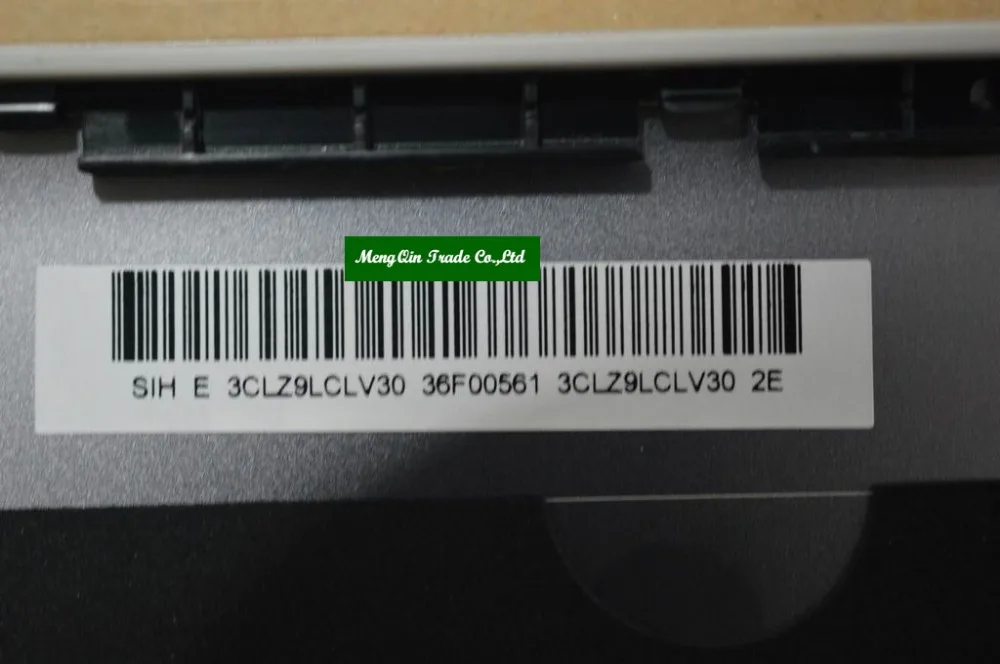 MengQin Trade Co.,Ltd
SIH E 3CLZ9LCLV30 36F00561 3CLZ9LCLV30 2E